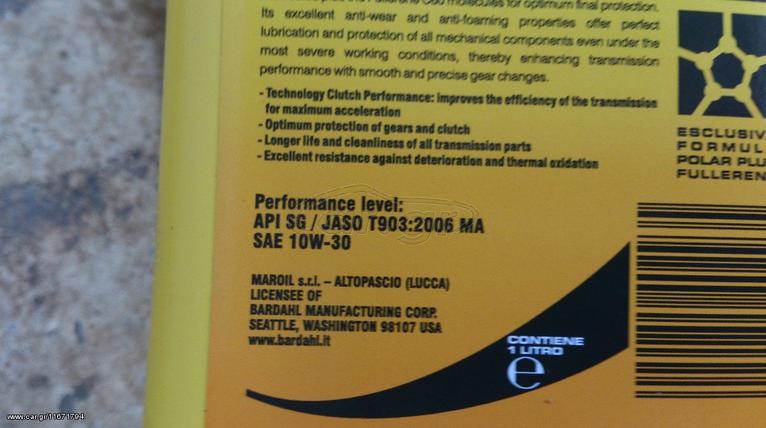 molecules for optimum final protection.
Its excellent anti-wear and anti-foaming properties offer perfect
lubrication and protection of all mechanical components even under the
most severe working conditions, thereby enhancing transmission
performance with smooth and precise gear changes.
- Technology Clutch Performance: improves the efficiency of the transmission
for maximum acceleration
- Optimum protection of gears and clutch
- Longer life and cleanliness of all transmission parts
- Excellent resistance against deterioration and thermal oxidation
ESCLUSIV
FORMUL
POLAR PLU
FULLEREN
Performance level:
API SG / JASO T903:2006 MA
SAE 10W-30
MAROIL s.r.l. – ALTOPASCIO (LUCCA)
LICENSEE OF
BARDAHL MANUFACTURING CORP.
SEATTLE, WASHINGTON 98107 USA
www.bardahl.it
CONTIENE
1 LITRO
e
www.car.gr/11671794